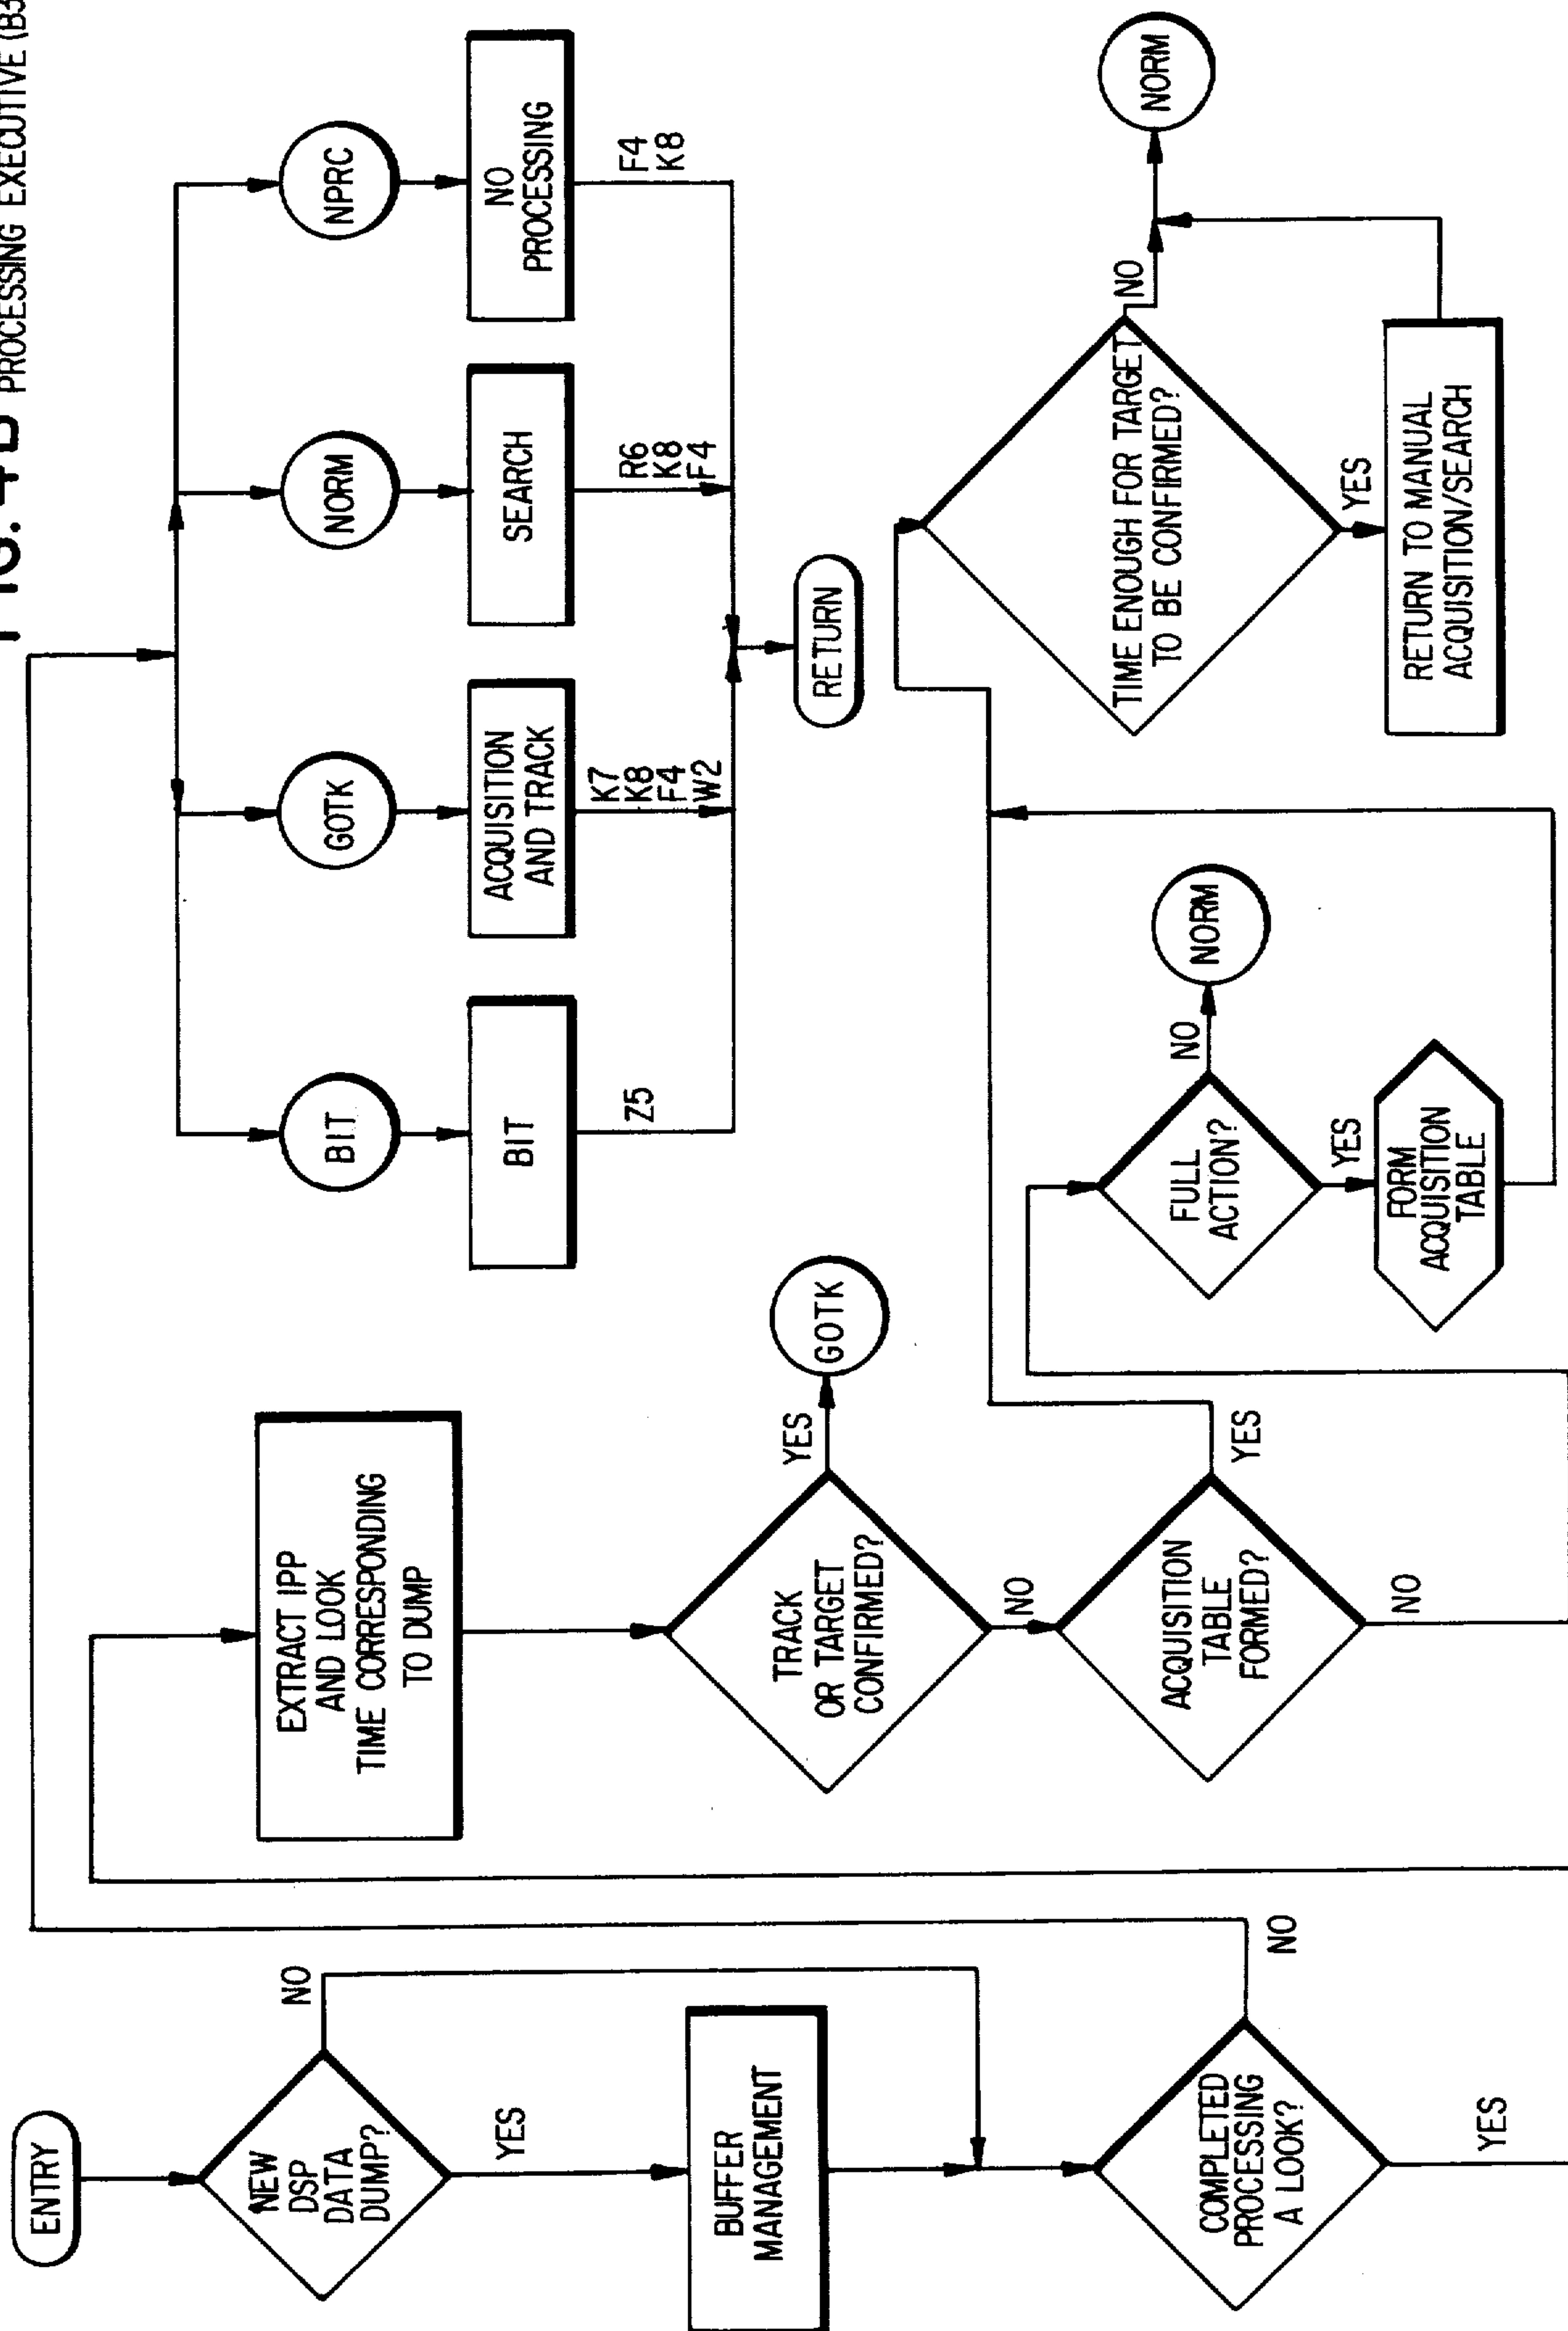 FIG. 4B PROCESSING EXECUTIVE (B3
ENTRY
NEW
DSP
DATA
DUMP?
NO
YES
BUFFER
MANAGEMENT
COMPLETED
PROCESSING
A LOOK?
NO
YES
EXTRACT IPP
AND LOOK
TIME CORRESPONDING
TO DUMP
TRACK
OR TARGET
CONFIRMED?
YES
GOTK
NO
ACQUISITION
TABLE
FORMED?
YES
NO
FULL
ACTION?
NO
NORM
YES
FORM
ACQUISITION
TABLE
BIT
BIT
Z5
GOTK
ACQUISITION
AND TRACK
K7
K8
F4
W2
NORM
SEARCH
R6
K8
F4
NPRC
NO
PROCESSING
F4
K8
RETURN
TIME ENOUGH FOR TARGET
TO BE CONFIRMED?
NO
NORM
YES
RETURN TO MANUAL
ACQUISITION/SEARCH